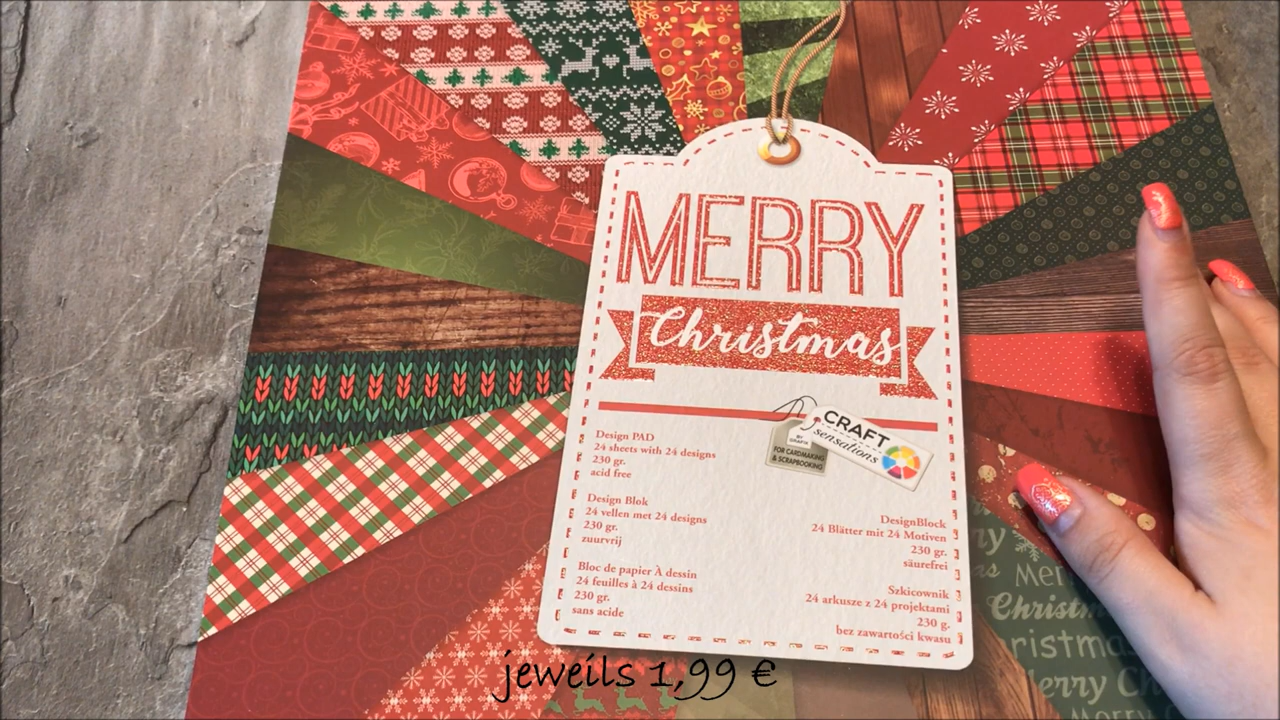 MERRY
Christmas
CRAFT
sensations
BY
GRAFIX
FOR CARDMAKING
& SCRAPBOOKING
Design PAD
24 sheets with 24 designs
230 gr.
acid free
Design Blok
24 vellen met 24 designs
230 gr.
zuurvrij
Bloc de papier À dessin
24 feuilles à 24 dessins
230 gr.
sans acide
DesignBlock
24 Blätter mit 24 Motiven
230 gr.
säurefrei
Szkicownik
24 arkusze z 24 projektami
230 g.
bez zawartości kwasu
jeweils 1,99 €